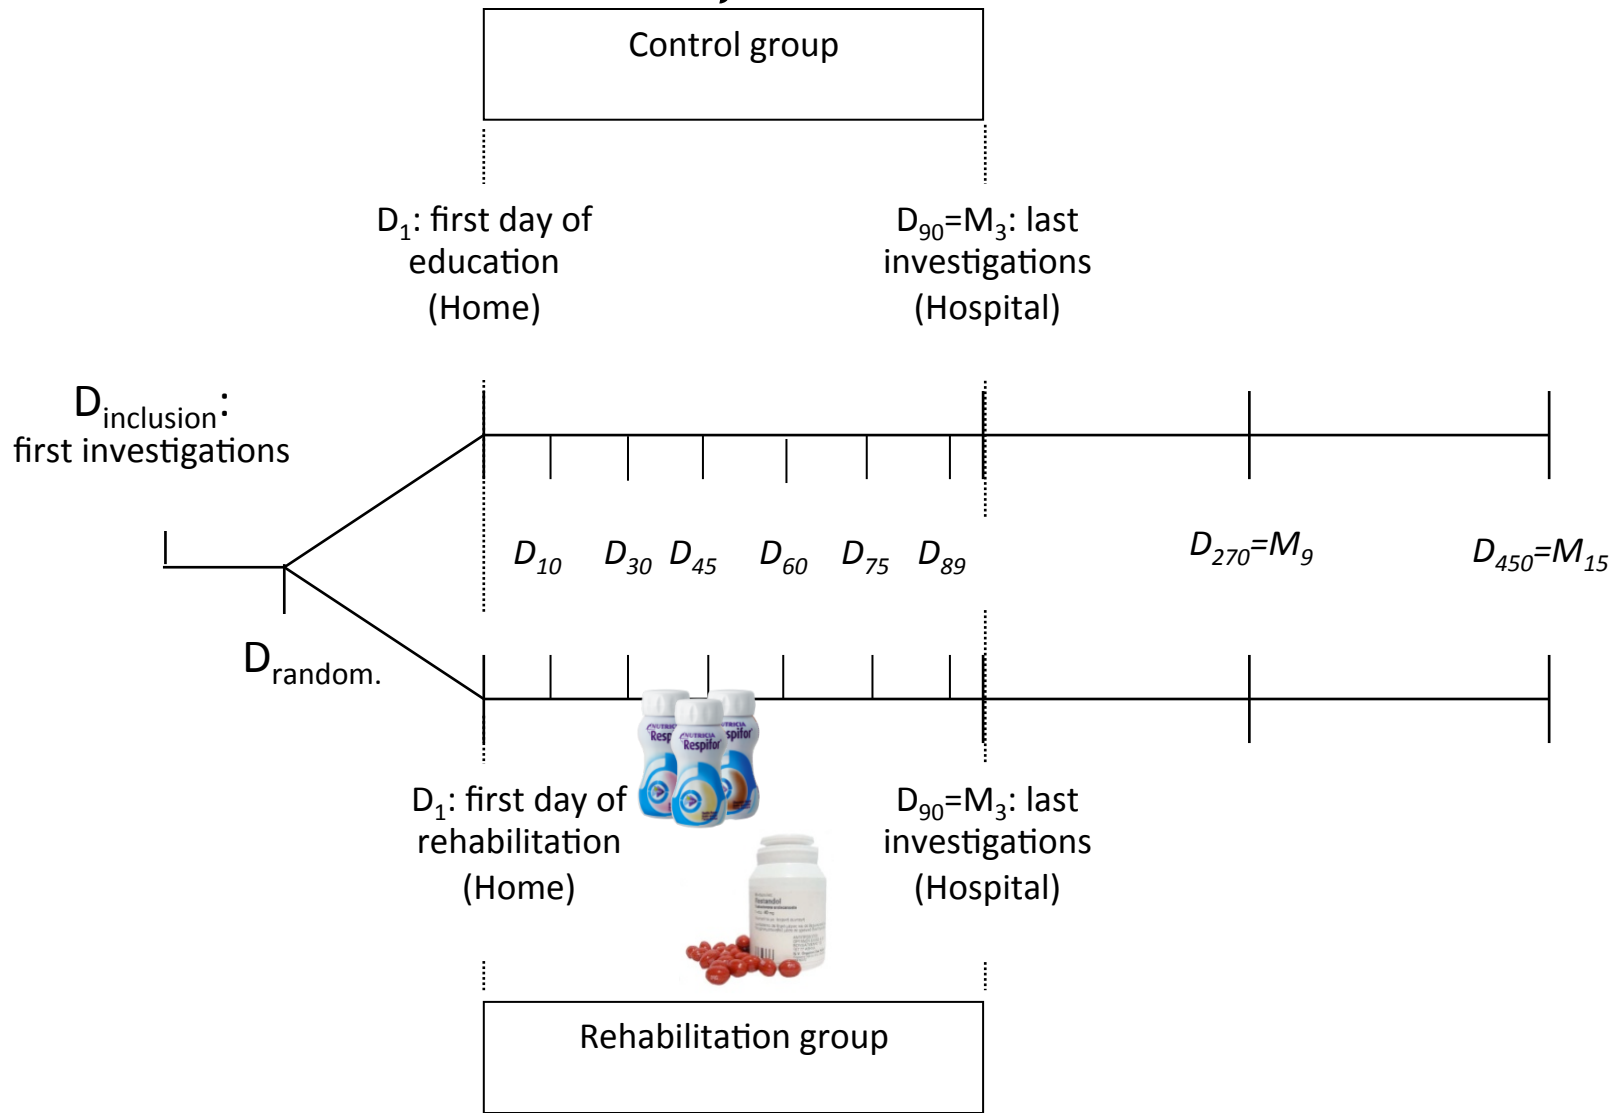 Control group
D1: first day of
education
(Home)
D90=M3: last
investigations
(Hospital)
Dinclusion:
first investigations
D10 D30 D45 D60 D75 D89 D270=M9 D450=M15
Drandom.
NUTRICIA
Respifor
D1: first day of
rehabilitation
(Home)
D90=M3: last
investigations
(Hospital)
Rehabilitation group